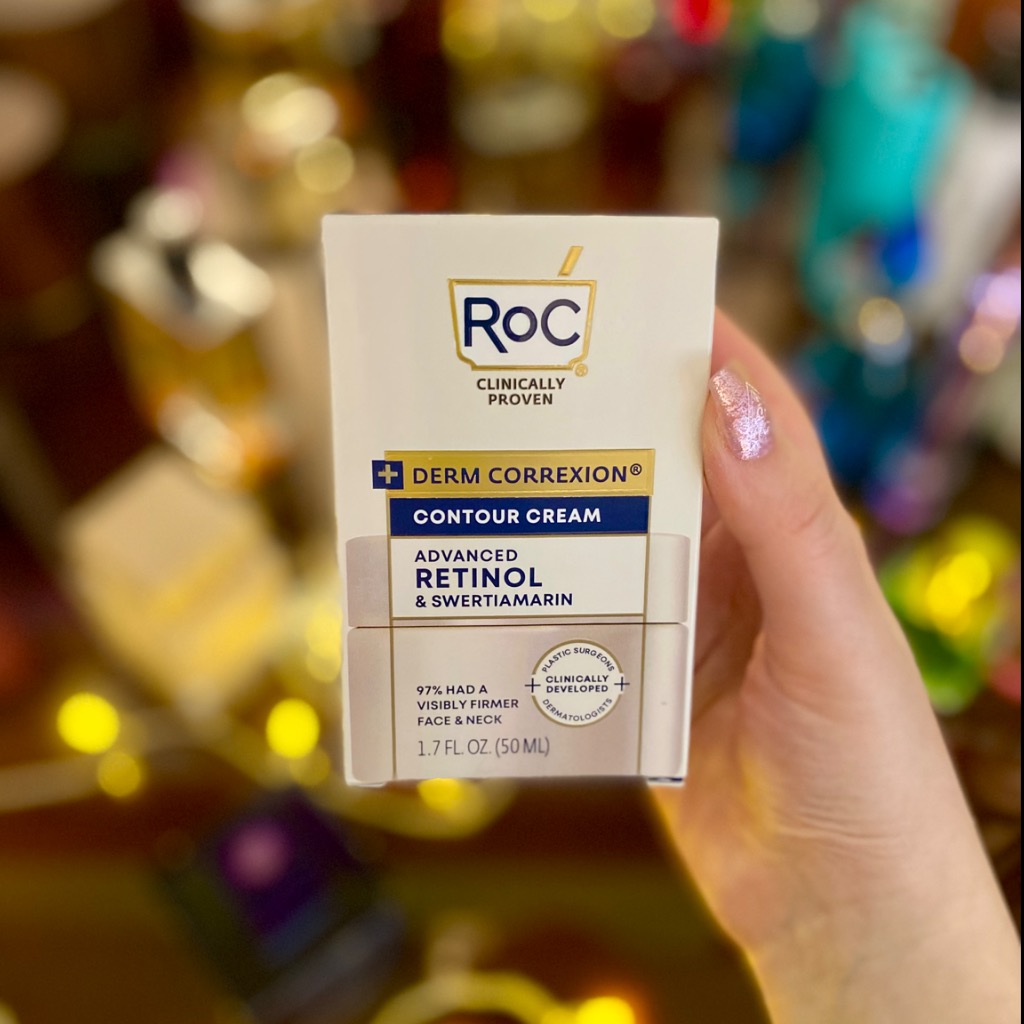 RoC
®
CLINICALLY
PROVEN
+ DERM CORREXION®
CONTOUR CREAM
ADVANCED
RETINOL
& SWERTIAMARIN
97% HAD A
VISIBLY FIRMER
FACE & NECK
1.7 FL. OZ. (50 ML)
PLASTIC SURGEONS
+ CLINICALLY +
DEVELOPED
DERMATOLOGISTS